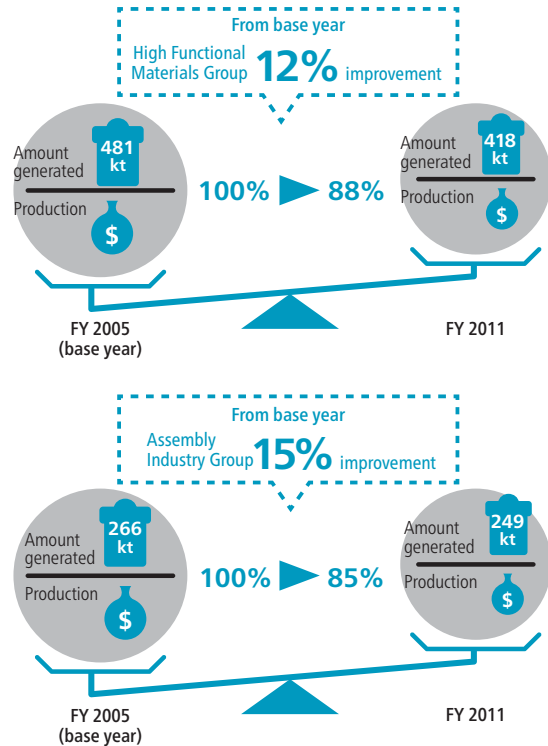 From base year
High Functional
Materials Group 12% improvement
Amount
generated
481
kt
Production
$
100% 88%
Amount
generated
418
kt
Production
$
FY 2005
(base year)
FY 2011
From base year
Assembly
Industry Group 15% improvement
Amount
generated
266
kt
Production
$
100% 85%
Amount
generated
249
kt
Production
$
FY 2005
(base year)
FY 2011